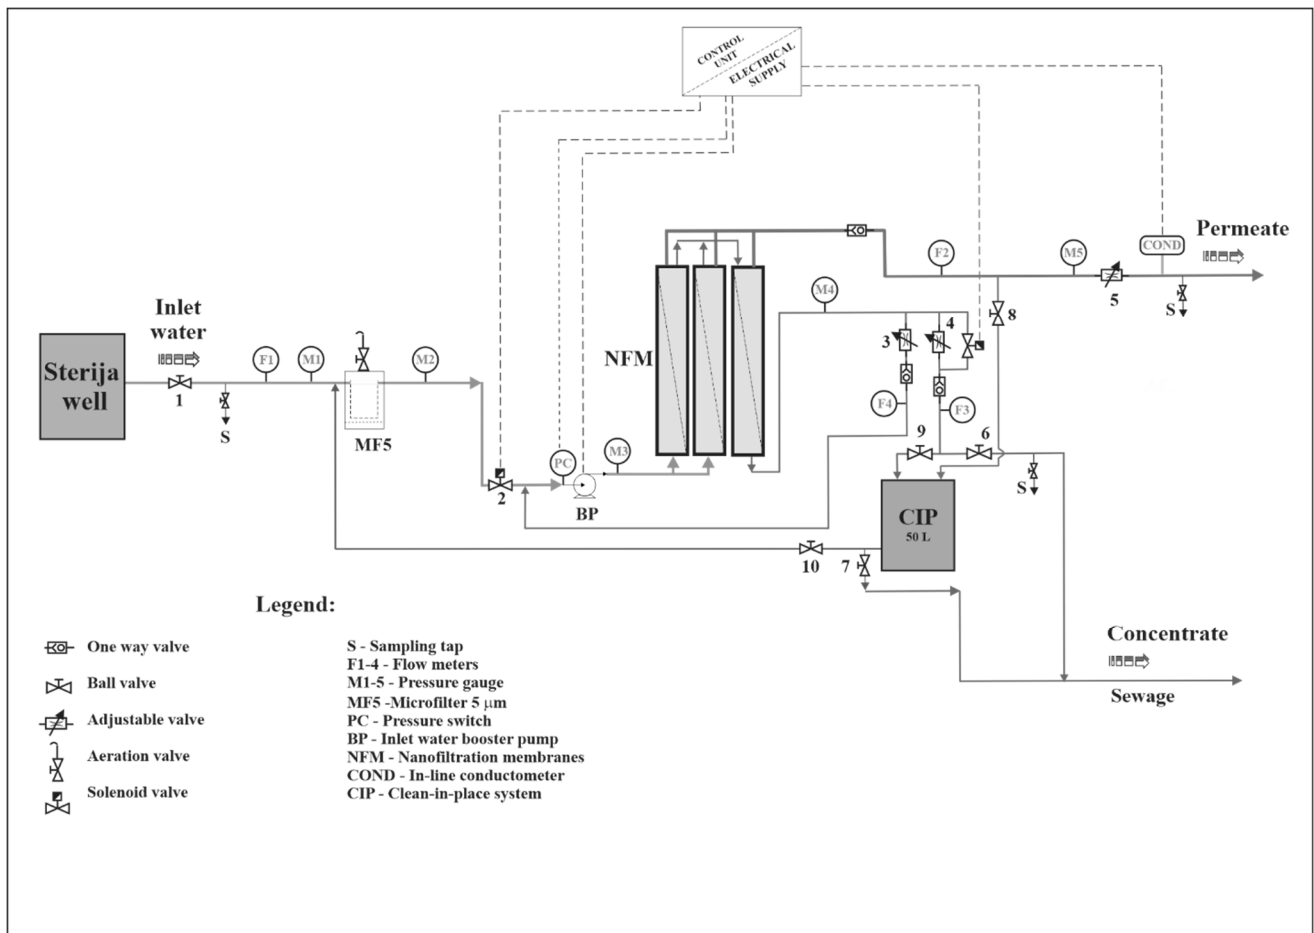 CONTROL
UNIT
ELECTRICAL
SUPPLY
Permeate
COND
F2
M5
5
S
8
Inlet
water
M4
3
4
NFM
Sterija
well
F1
M1
M2
1
S
MF5
F4
F3
9
6
M3
PC
2
BP
S
CIP
50 L
10
7
Legend:
One way valve
Ball valve
Adjustable valve
Aeration valve
Solenoid valve
S - Sampling tap
F1-4 - Flow meters
M1-5 - Pressure gauge
MF5 -Microfilter 5 μm
PC - Pressure switch
BP - Inlet water booster pump
NFM - Nanofiltration membranes
COND - In-line conductometer
CIP - Clean-in-place system
Concentrate
Sewage